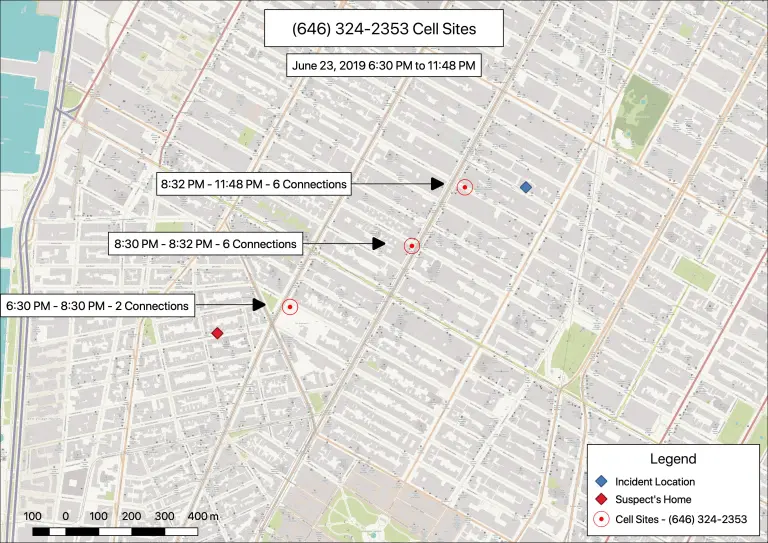 (646) 324-2353 Cell Sites
June 23, 2019 6:30 PM to 11:48 PM
8:32 PM - 11:48 PM - 6 Connections
8:30 PM - 8:32 PM - 6 Connections
6:30 PM - 8:30 PM - 2 Connections
Legend
Incident Location
Suspect's Home
Cell Sites - (646) 324-2353
100 0 100 200 300 400 m